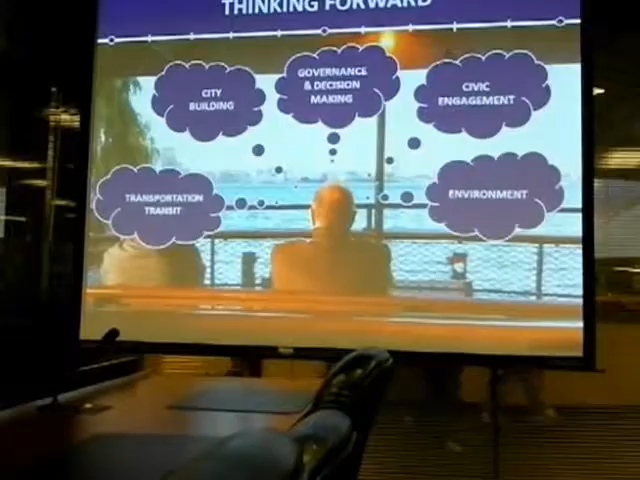 THINKING FORWARD
CITY
BUILDING
GOVERNANCE
& DECISION
MAKING
CIVIC
ENGAGEMENT
TRANSPORTATION
TRANSIT
ENVIRONMENT